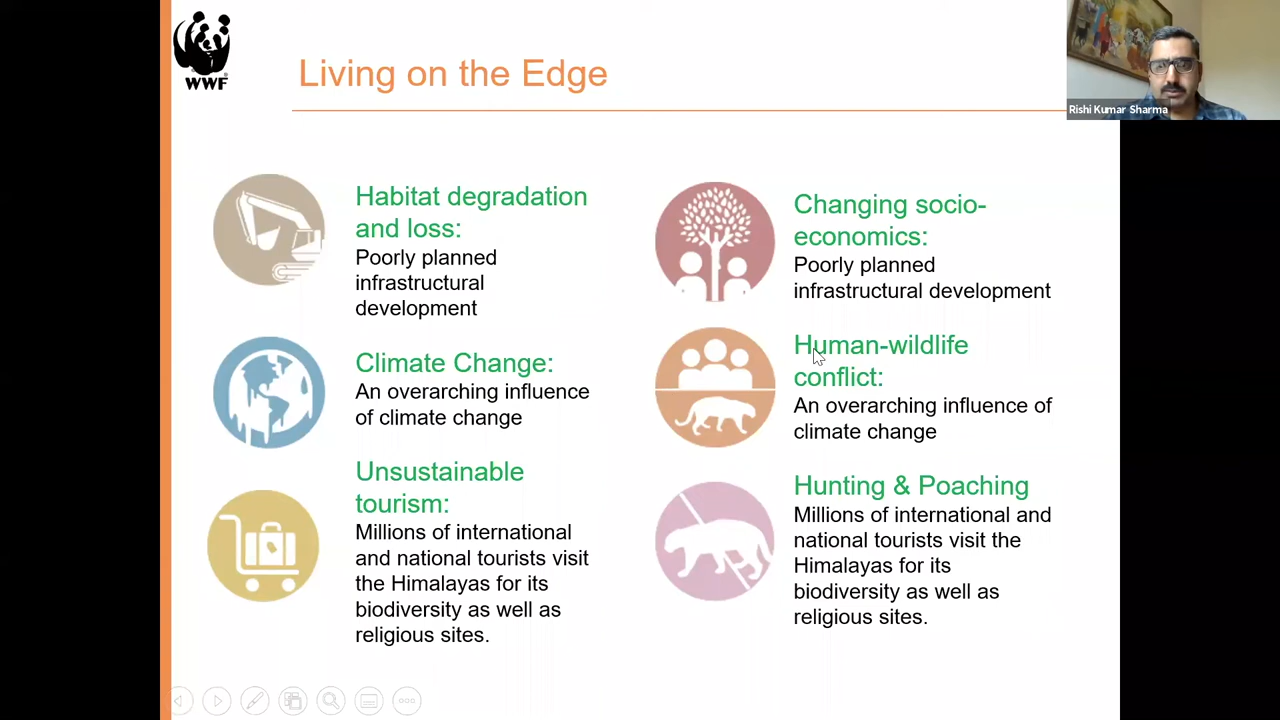 WWF
Living on the Edge
Rishi Kumar Sharma
Habitat degradation
and loss:
Poorly planned
infrastructural
development
Climate Change:
An overarching influence
of climate change
Unsustainable
tourism:
Millions of international
and national tourists visit
the Himalayas for its
biodiversity as well as
religious sites.
Changing socio-
economics:
Poorly planned
infrastructural development
Human-wildlife
conflict:
An overarching influence of
climate change
Hunting & Poaching
Millions of international and
national tourists visit the
Himalayas for its
biodiversity as well as
religious sites.